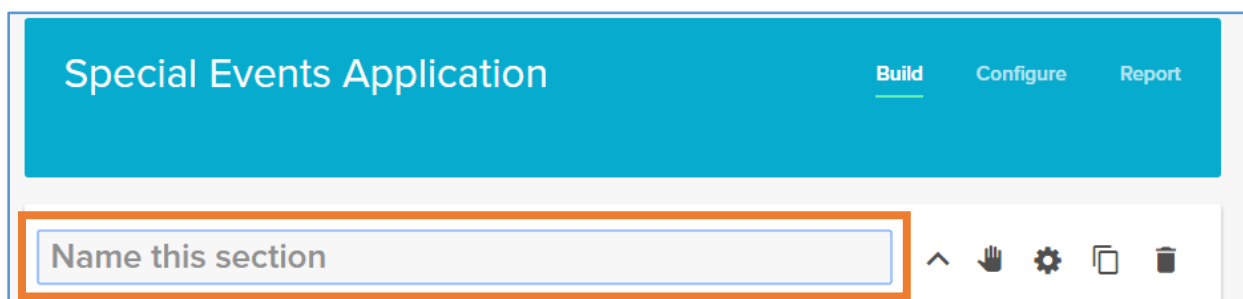 Special Events Application
Build Configure Report
Name this section